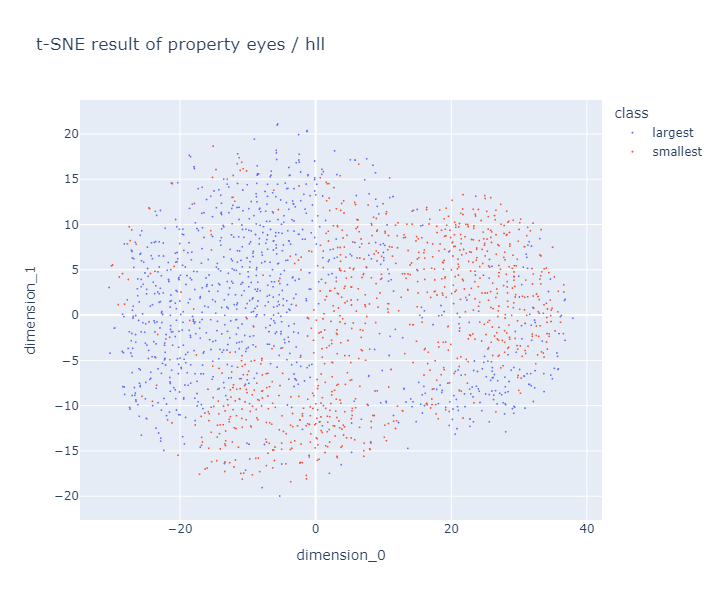 t-SNE result of property eyes / hll
class
largest
smallest
20
15
10
5
0
−5
−10
−15
−20
dimension_1
−20
0
20
40
dimension_0